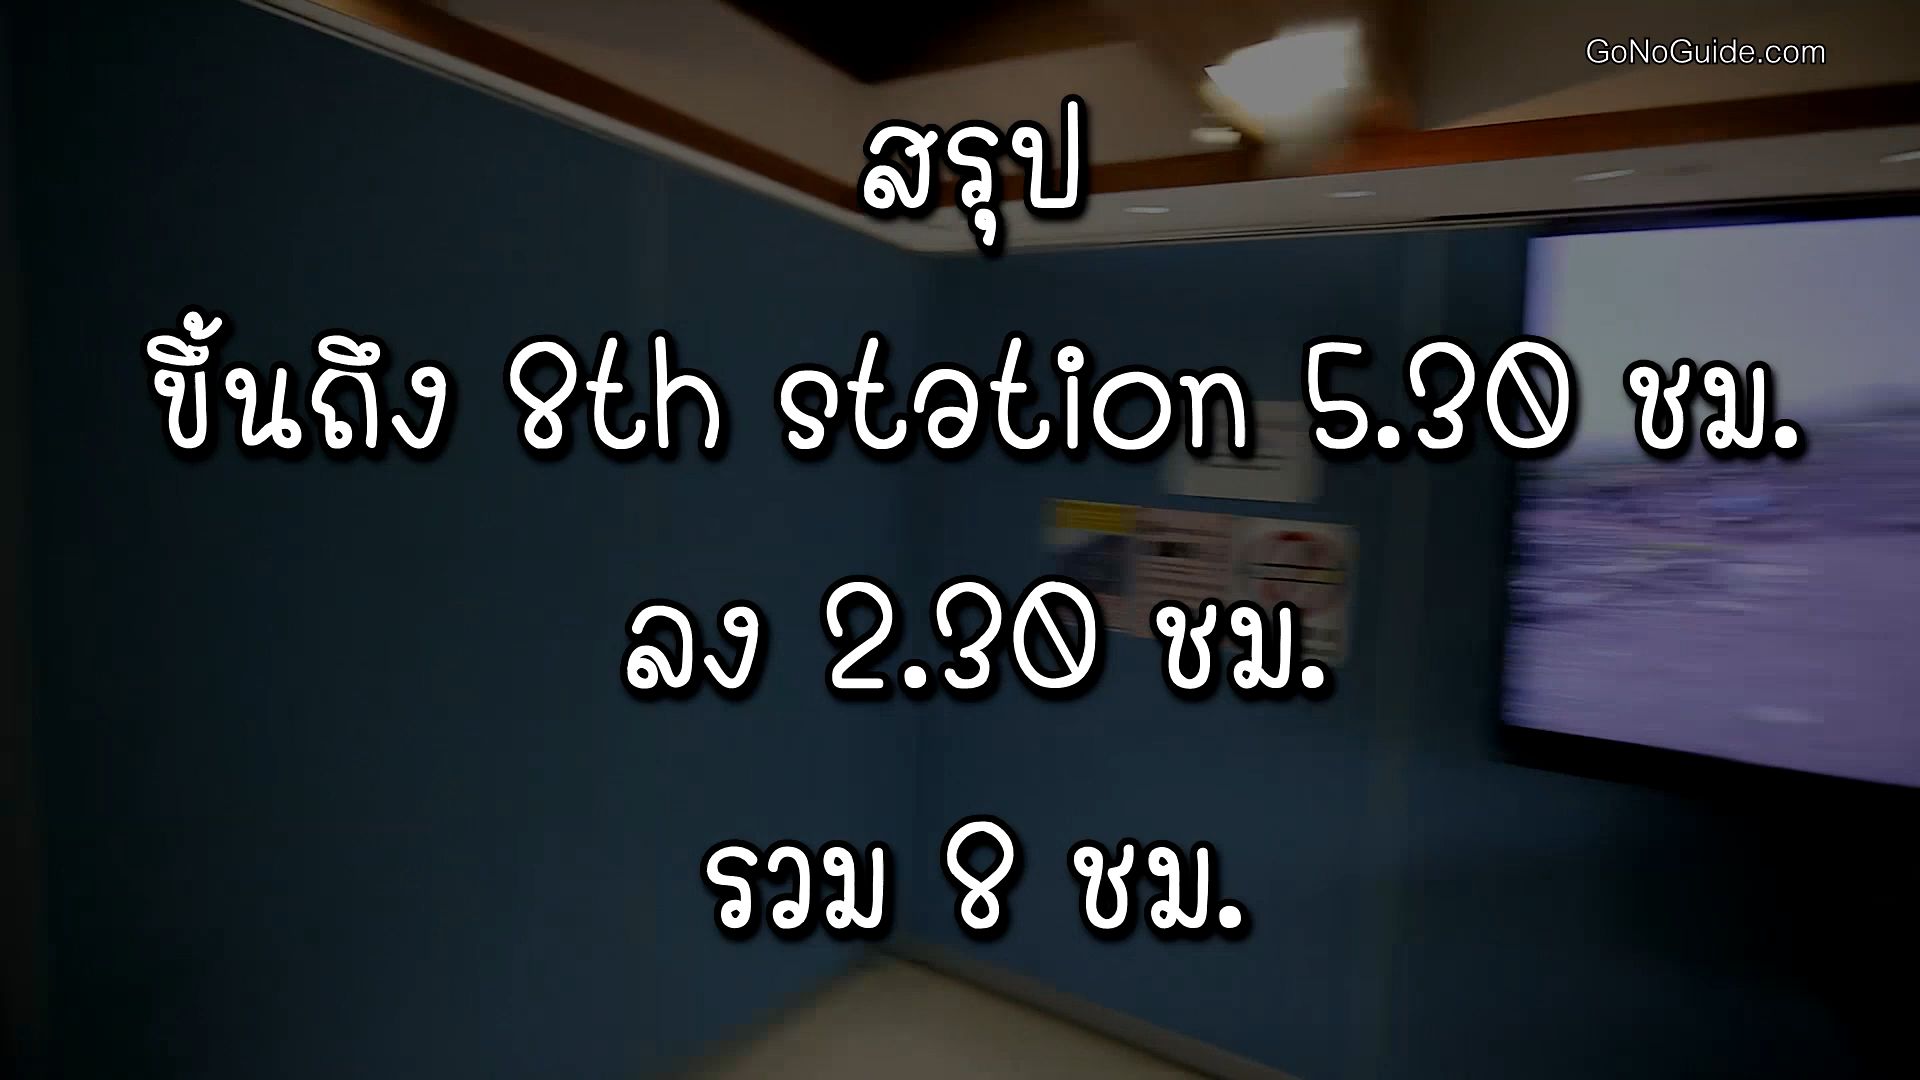 GoNoGuide.com
สรุป
ขึ้นถึง 8th station 5.30 ชม.
ลง 2.30 ชม.
รวม 8 ชม.